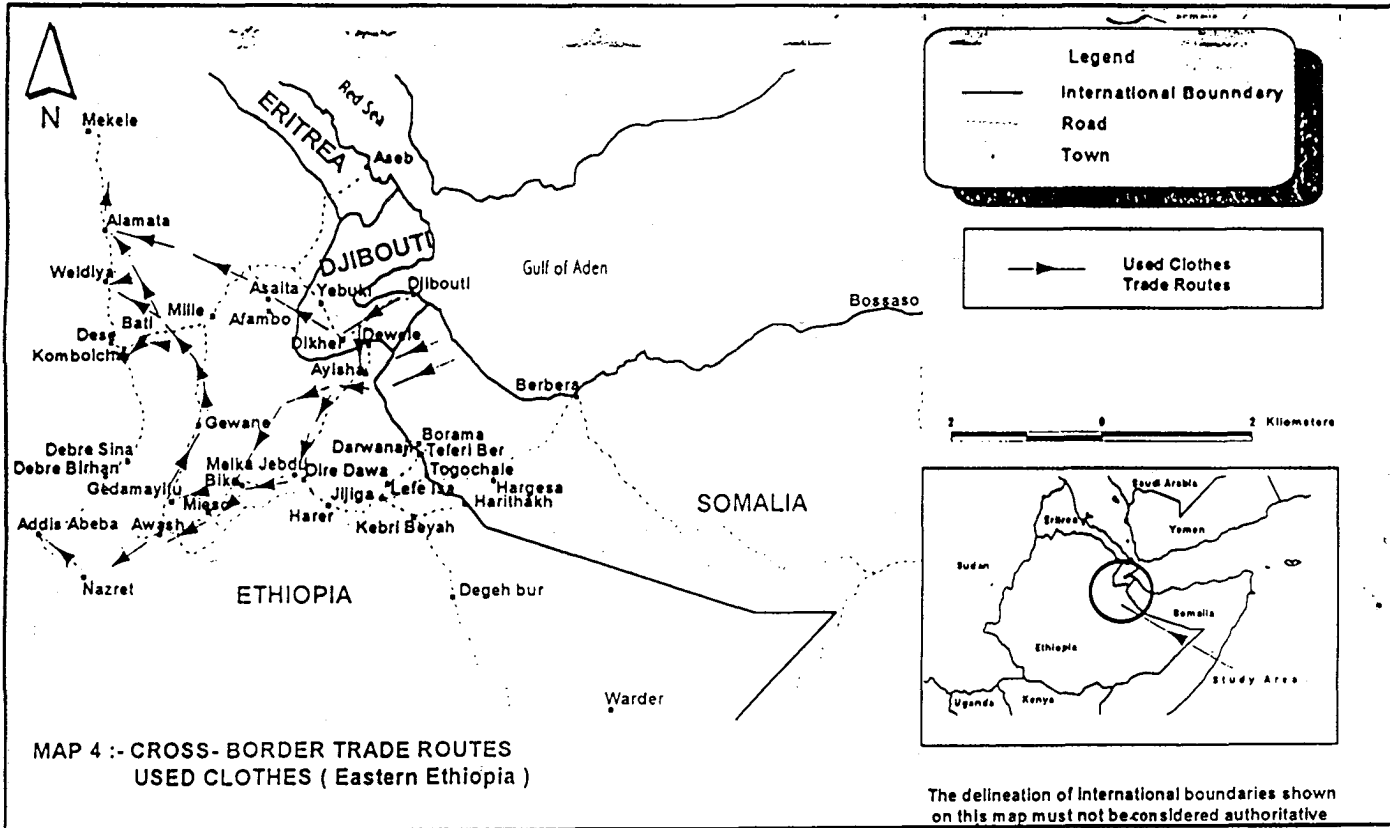 Somalia
Legend
International Bounndary
Road
Town
N
Mekele
ERITREA
Red Sea
Aseb
Alamata
DJIBOUTI
Gulf of Aden
Weldiya
Asaita
Yebuki
Djibouti
Used Clothes
Trade Routes
Bossaso
Mille
Afambo
Bati
Dese
Dikher
Dewele
Kombolcha
Ayisha
Berbera
Gewane
2 0 2 Kilometers
Borama
Debre Sina
Darwanaji
Teferi Ber
Debre Birhan
Meika Jebdu
Dire Dawa
Togochale
Bike
Lefe Isa
Hargesa
Gedamayitu
Jijiga
Harithakh
Mieso
SOMALIA
Harer
Addis Abeba
Awash
Kebri Beyah
Nazret
ETHIOPIA
Degeh bur
Warder
Saudi Arabia
Eritrea
Yemen
Sudan
Somalia
Ethiopia
Study Area
Uganda
Kenya
MAP 4 :- CROSS- BORDER TRADE ROUTES
USED CLOTHES ( Eastern Ethiopia )
The delineation of International boundaries shown
on this map must not be considered authoritative